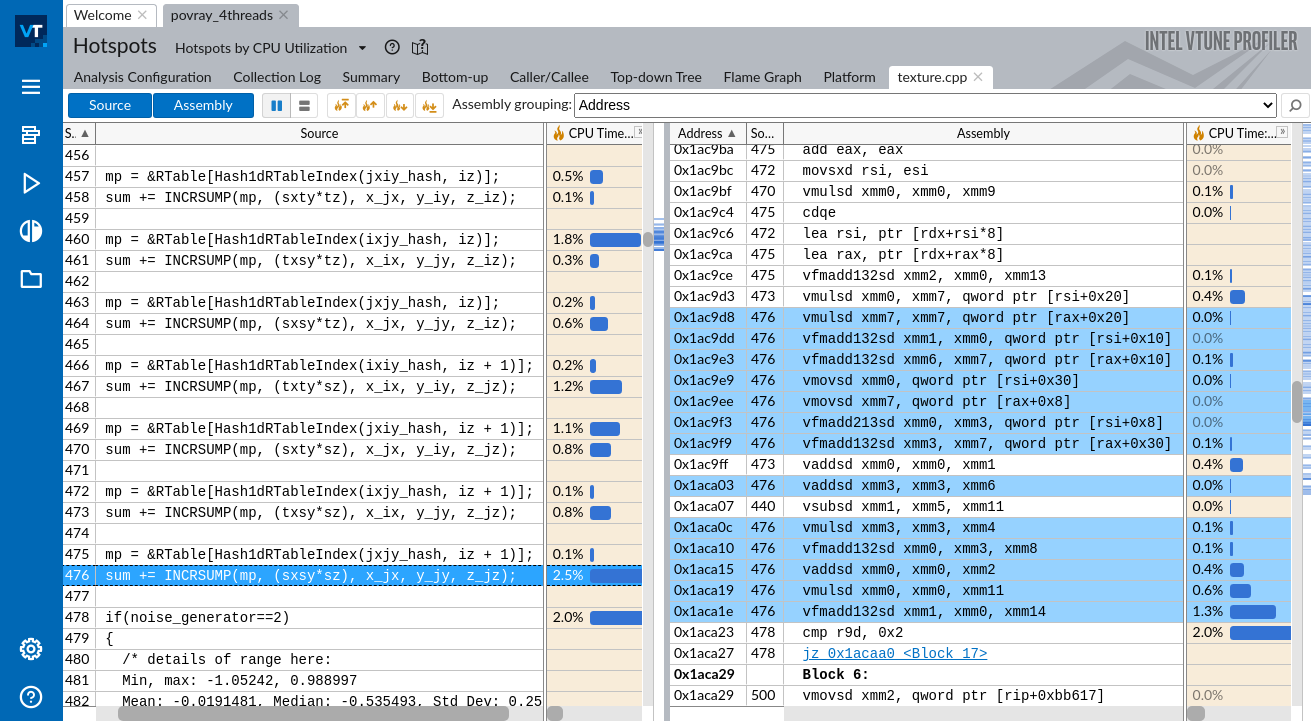 VT
Welcome
povray_4threads
Hotspots
Hotspots by CPU Utilization
INTEL VTUNE PROFILER
Analysis Configuration Collection Log Summary Bottom-up Caller/Callee Top-down Tree Flame Graph Platform texture.cpp
Source Assembly Assembly grouping: Address
S.. Source CPU Time...
456
457 mp = &RTable[Hash1dRTableIndex(jxiy_hash, iz)]; 0.5%
458 sum += INCRSUMP(mp, (sxty*tz), x_jx, y_iy, z_iz); 0.1%
459
460 mp = &RTable[Hash1dRTableIndex(ixjy_hash, iz)]; 1.8%
461 sum += INCRSUMP(mp, (txsy*tz), x_ix, y_jy, z_iz); 0.3%
462
463 mp = &RTable[Hash1dRTableIndex(jxjy_hash, iz)]; 0.2%
464 sum += INCRSUMP(mp, (sxsy*tz), x_jx, y_jy, z_iz); 0.6%
465
466 mp = &RTable[Hash1dRTableIndex(ixiy_hash, iz + 1)]; 0.2%
467 sum += INCRSUMP(mp, (txty*sz), x_ix, y_iy, z_jz); 1.2%
468
469 mp = &RTable[Hash1dRTableIndex(jxiy_hash, iz + 1)]; 1.1%
470 sum += INCRSUMP(mp, (sxty*sz), x_jx, y_iy, z_jz); 0.8%
471
472 mp = &RTable[Hash1dRTableIndex(ixjy_hash, iz + 1)]; 0.1%
473 sum += INCRSUMP(mp, (txsy*sz), x_ix, y_jy, z_jz); 0.8%
474
475 mp = &RTable[Hash1dRTableIndex(jxjy_hash, iz + 1)]; 0.1%
476 sum += INCRSUMP(mp, (sxsy*sz), x_jx, y_jy, z_jz); 2.5%
477
478 if(noise_generator==2) 2.0%
479 {
480 /* details of range here:
481 Min, max: -1.05242, 0.988997
482 Mean: -0.0191481, Median: -0.535493, Std Dev: 0.25
Address So... Assembly CPU Time:...
0x1ac9ba 475 add eax, eax 0.0%
0x1ac9bc 472 movsxd rsi, esi 0.0%
0x1ac9bf 470 vmulsd xmm0, xmm0, xmm9 0.1%
0x1ac9c4 475 cdqe 0.0%
0x1ac9c6 472 lea rsi, ptr [rdx+rsi*8]
0x1ac9ca 475 lea rax, ptr [rdx+rax*8]
0x1ac9ce 475 vfmadd132sd xmm2, xmm0, xmm13 0.1%
0x1ac9d3 473 vmulsd xmm0, xmm7, qword ptr [rsi+0x20] 0.4%
0x1ac9d8 476 vmulsd xmm7, xmm7, qword ptr [rax+0x20] 0.0%
0x1ac9dd 476 vfmadd132sd xmm1, xmm0, qword ptr [rsi+0x10] 0.0%
0x1ac9e3 476 vfmadd132sd xmm6, xmm7, qword ptr [rax+0x10] 0.1%
0x1ac9e9 476 vmovsd xmm0, qword ptr [rsi+0x30] 0.0%
0x1ac9ee 476 vmovsd xmm7, qword ptr [rax+0x8] 0.0%
0x1ac9f3 476 vfmadd213sd xmm0, xmm3, qword ptr [rsi+0x8] 0.0%
0x1ac9f9 476 vfmadd132sd xmm3, xmm7, qword ptr [rax+0x30] 0.1%
0x1ac9ff 473 vaddsd xmm0, xmm0, xmm1 0.4%
0x1aca03 476 vaddsd xmm3, xmm3, xmm6 0.0%
0x1aca07 440 vsubsd xmm1, xmm5, xmm11 0.0%
0x1aca0c 476 vmulsd xmm3, xmm3, xmm4 0.1%
0x1aca10 476 vfmadd132sd xmm0, xmm3, xmm8 0.1%
0x1aca15 476 vaddsd xmm0, xmm0, xmm2 0.4%
0x1aca19 476 vmulsd xmm0, xmm0, xmm11 0.6%
0x1aca1e 476 vfmadd132sd xmm1, xmm0, xmm14 1.3%
0x1aca23 478 cmp r9d, 0x2 2.0%
0x1aca27 478 jz 0x1acaa0 <Block 17>
0x1aca29 Block 6:
0x1aca29 500 vmovsd xmm2, qword ptr [rip+0xbb617] 0.0%